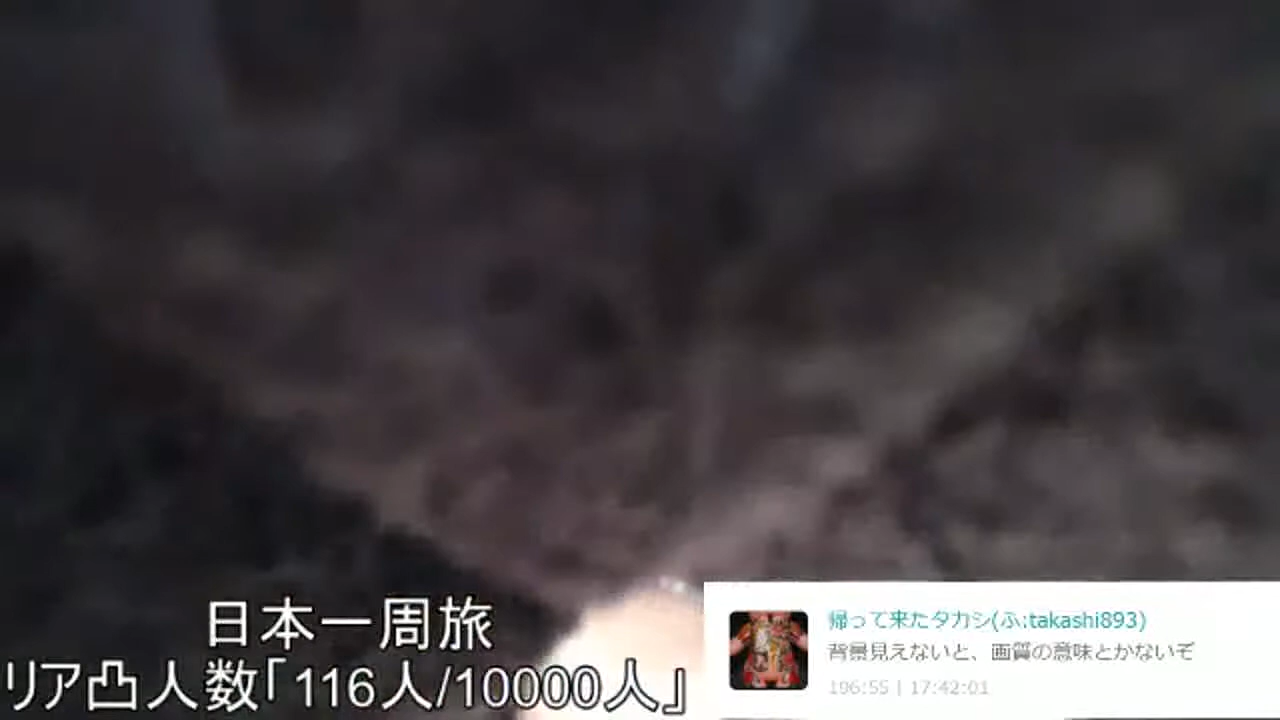 日本一周旅
リア凸人数「116人/10000人」
帰って来たタカシ(ふ:takashi893)
背景見えないと、画質の意味とかないぞ
196:55 | 17:42:01